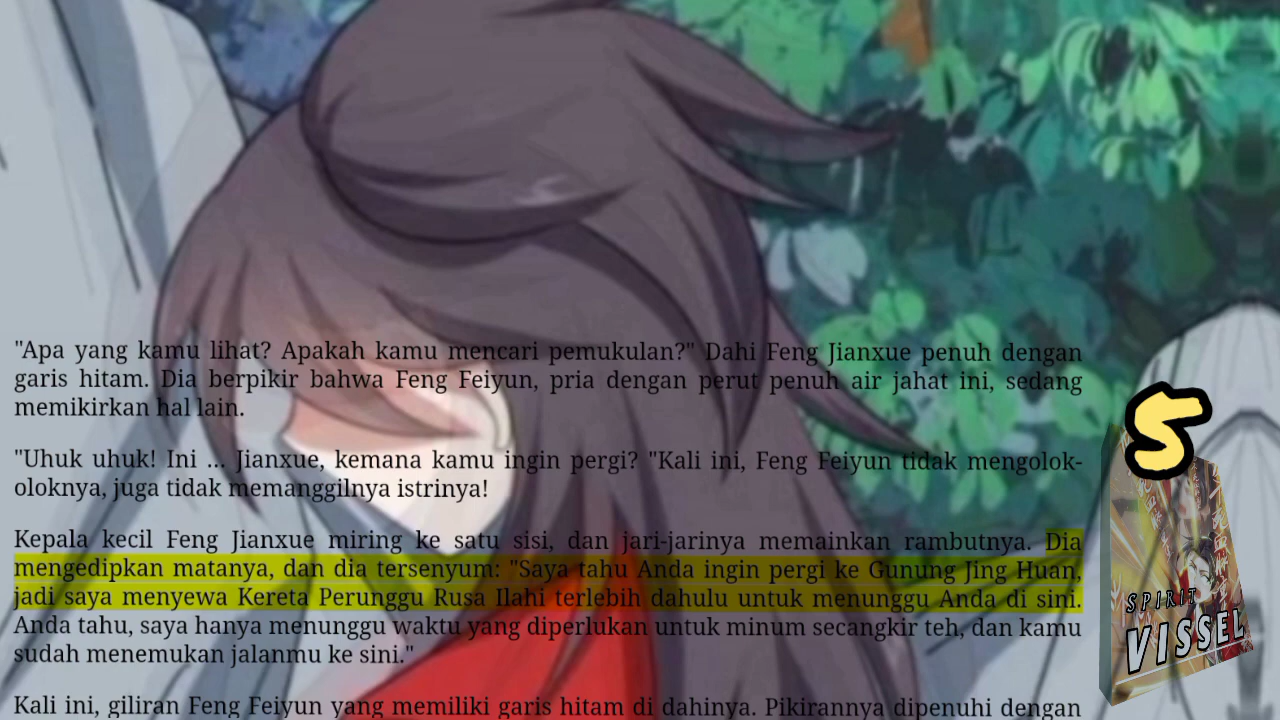 "Apa yang kamu lihat? Apakah kamu mencari pemukulan?" Dahi Feng Jianxue penuh dengan
garis hitam. Dia berpikir bahwa Feng Feiyun, pria dengan perut penuh air jahat ini, sedang
memikirkan hal lain.
"Uhuk uhuk! Ini ... Jianxue, kemana kamu ingin pergi? "Kali ini, Feng Feiyun tidak mengolok-
oloknya, juga tidak memanggilnya istrinya!
Kepala kecil Feng Jianxue miring ke satu sisi, dan jari-jarinya memainkan rambutnya. Dia
mengedipkan matanya, dan dia tersenyum: "Saya tahu Anda ingin pergi ke Gunung Jing Huan,
jadi saya menyewa Kereta Perunggu Rusa Ilahi terlebih dahulu untuk menunggu Anda di sini.
Anda tahu, saya hanya menunggu waktu yang diperlukan untuk minum secangkir teh, dan kamu
sudah menemukan jalanmu ke sini."
Kali ini, giliran Feng Feiyun yang memiliki garis hitam di dahinya. Pikirannya dipenuhi dengan
S
SPIRIT
VISSEL